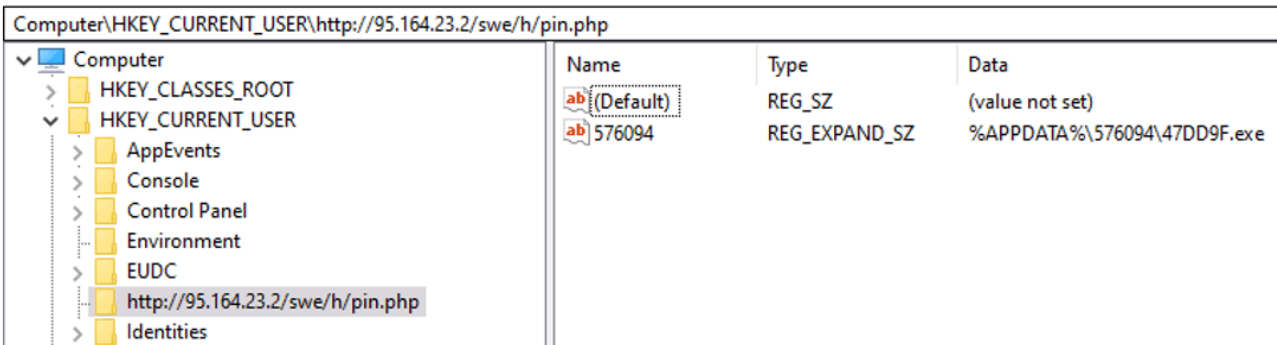 Computer\HKEY_CURRENT_USER\http://95.164.23.2/swe/h/pin.php
Computer
HKEY_CLASSES_ROOT
HKEY_CURRENT_USER
AppEvents
Console
Control Panel
Environment
EUDC
http://95.164.23.2/swe/h/pin.php
Identities
Name Type Data
ab (Default) REG_SZ (value not set)
ab 576094 REG_EXPAND_SZ %APPDATA%\576094\47DD9F.exe